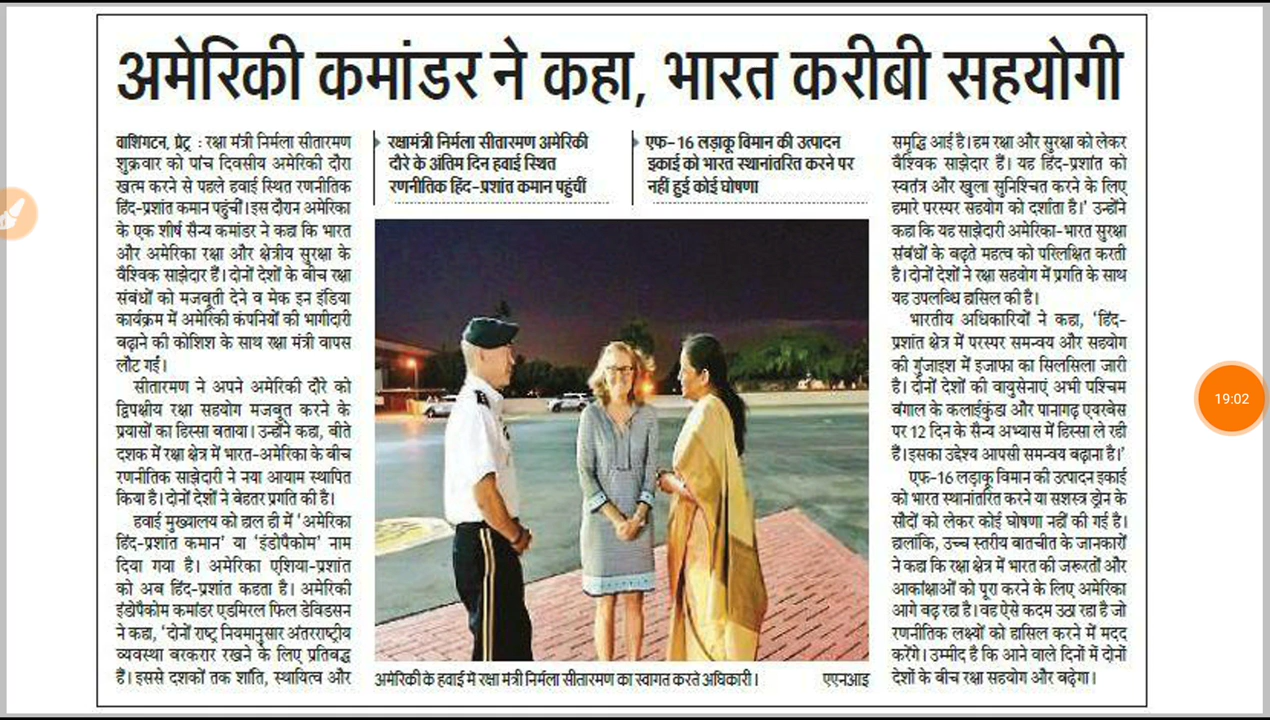 अमेरिकी कमांडर ने कहा, भारत करीबी सहयोगी
वाशिंगटन, प्रेट्र : रक्षा मंत्री निर्मला सीतारमण
शुक्रवार को पांच दिवसीय अमेरिकी दौरा
खत्म करने से पहले हवाई स्थित रणनीतिक
हिंद-प्रशांत कमान पहुंचीं। इस दौरान अमेरिका
के एक शीर्ष सैन्य कमांडर ने कहा कि भारत
और अमेरिका रक्षा और क्षेत्रीय सुरक्षा के
वैश्विक साझेदार हैं। दोनों देशों के बीच रक्षा
संबंधों को मजबूती देने व मेक इन इंडिया
कार्यक्रम में अमेरिकी कंपनियों की भागीदारी
बढ़ाने की कोशिश के साथ रक्षा मंत्री वापस
लौट गईं।
सीतारमण ने अपने अमेरिकी दौरे को
द्विपक्षीय रक्षा सहयोग मजबूत करने के
प्रयासों का हिस्सा बताया। उन्होंने कहा, बीते
दशक में रक्षा क्षेत्र में भारत-अमेरिका के बीच
रणनीतिक साझेदारी ने नया आयाम स्थापित
किया है। दोनों देशों ने बेहतर प्रगति की है।
हवाई मुख्यालय को हाल ही में 'अमेरिका
हिंद-प्रशांत कमान' या 'इंडोपैकोम' नाम
दिया गया है। अमेरिका एशिया-प्रशांत
को अब हिंद-प्रशांत कहता है। अमेरिकी
इंडोपैकोम कमांडर एडमिरल फिल डेविडसन
ने कहा, 'दोनों राष्ट्र नियमानुसार अंतरराष्ट्रीय
व्यवस्था बरकरार रखने के लिए प्रतिबद्ध
हैं। इससे दशकों तक शांति, स्थायित्व और
रक्षामंत्री निर्मला सीतारमण अमेरिकी
दौरे के अंतिम दिन हवाई स्थित
रणनीतिक हिंद-प्रशांत कमान पहुंचीं
एफ-16 लड़ाकू विमान की उत्पादन
इकाई को भारत स्थानांतरित करने पर
नहीं हुई कोई घोषणा
अमेरिकी के हवाई में रक्षा मंत्री निर्मला सीतारमण का स्वागत करते अधिकारी। एएनआइ
समृद्धि आई है। हम रक्षा और सुरक्षा को लेकर
वैश्विक साझेदार हैं। यह हिंद-प्रशांत को
स्वतंत्र और खुला सुनिश्चित करने के लिए
हमारे परस्पर सहयोग को दर्शाता है।' उन्होंने
कहा कि यह साझेदारी अमेरिका-भारत सुरक्षा
संबंधों के बढ़ते महत्व को परिलक्षित करती
है। दोनों देशों ने रक्षा सहयोग में प्रगति के साथ
यह उपलब्धि हासिल की है।
भारतीय अधिकारियों ने कहा, 'हिंद-
प्रशांत क्षेत्र में परस्पर समन्वय और सहयोग
की गुंजाइश में इजाफा का सिलसिला जारी
है। दोनों देशों की वायुसेनाएं अभी पश्चिम
बंगाल के कलाईकुंडा और पानागढ़ एयरबेस
पर 12 दिन के सैन्य अभ्यास में हिस्सा ले रही
हैं। इसका उद्देश्य आपसी समन्वय बढ़ाना है।'
एफ-16 लड़ाकू विमान की उत्पादन इकाई
को भारत स्थानांतरित करने या सशस्त्र ड्रोन के
सौदों को लेकर कोई घोषणा नहीं की गई है।
हालांकि, उच्च स्तरीय बातचीत के जानकारों
ने कहा कि रक्षा क्षेत्र में भारत की जरूरतों और
आकांक्षाओं को पूरा करने के लिए अमेरिका
आगे बढ़ रहा है। वह ऐसे कदम उठा रहा है जो
रणनीतिक लक्ष्यों को हासिल करने में मदद
करेंगे। उम्मीद है कि आने वाले दिनों में दोनों
देशों के बीच रक्षा सहयोग और बढ़ेगा।
19:02